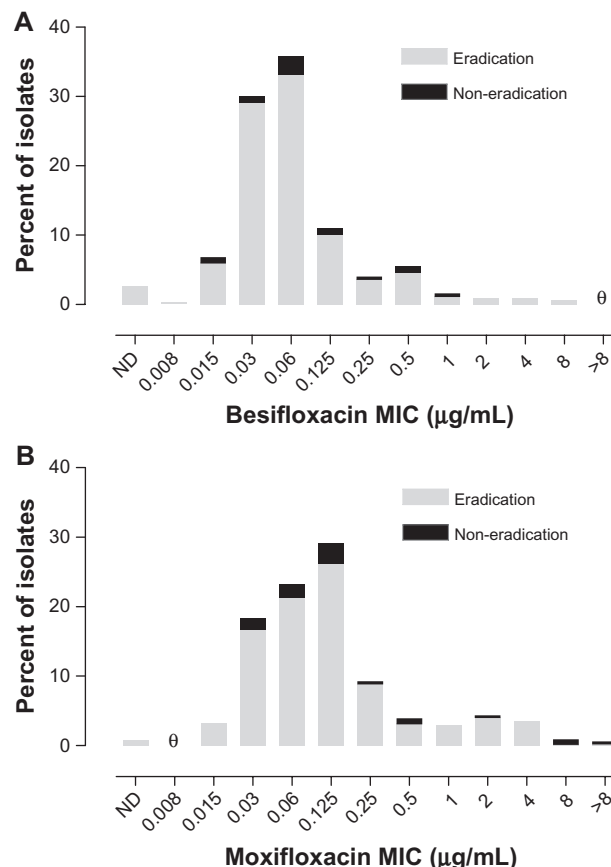 A
40
30
20
10
0
Percent of isolates
Eradication
Non-eradication
θ
ND 0.008 0.015 0.03 0.06 0.125 0.25 0.5 1 2 4 8 >8
Besifloxacin MIC (μg/mL)
B
40
30
20
10
0
Percent of isolates
Eradication
Non-eradication
θ
ND 0.008 0.015 0.03 0.06 0.125 0.25 0.5 1 2 4 8 >8
Moxifloxacin MIC (μg/mL)